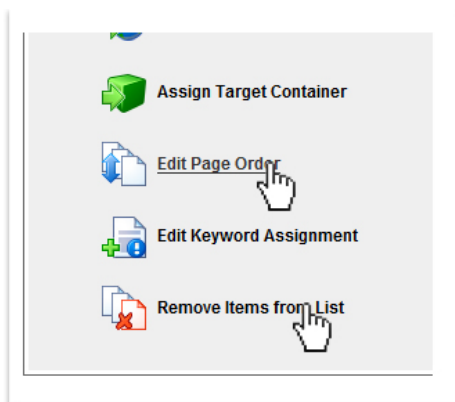 Assign Target Container
Edit Page Order
Edit Keyword Assignment
Remove Items from List